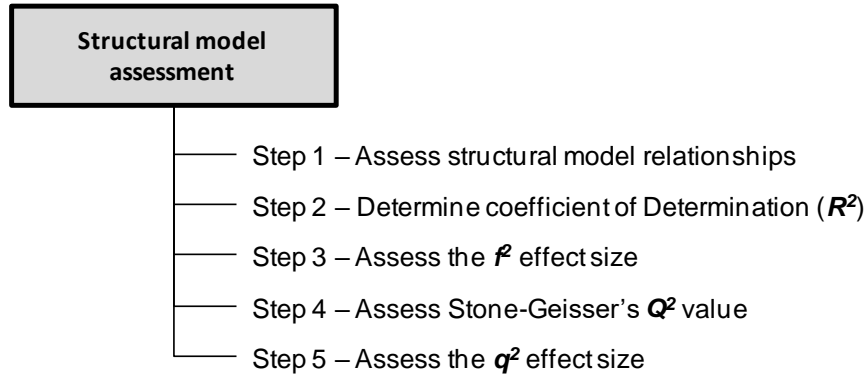 Structural model
assessment
Step 1 – Assess structural model relationships
Step 2 – Determine coefficient of Determination (R²)
Step 3 – Assess the f² effect size
Step 4 – Assess Stone-Geisser's Q² value
Step 5 – Assess the q² effect size